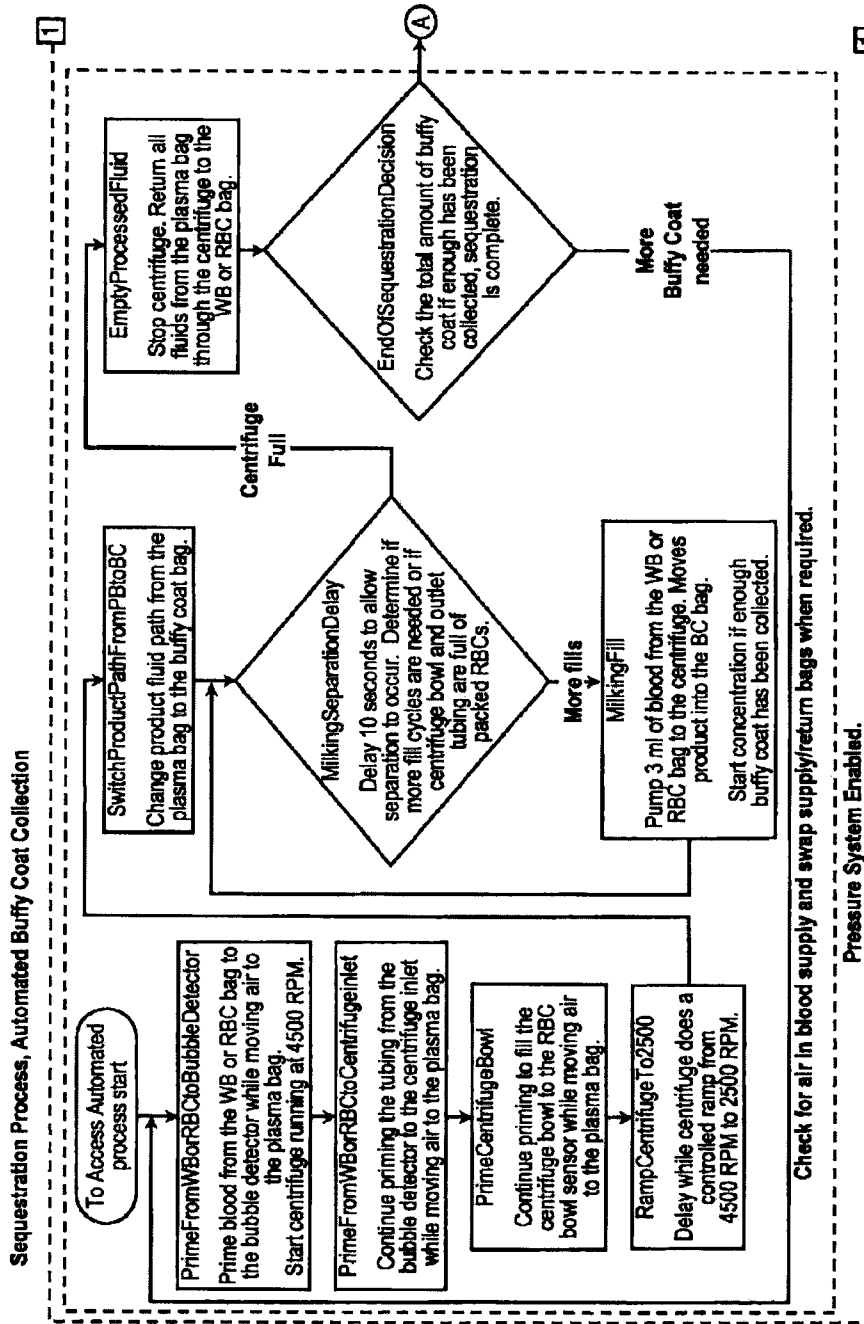 Sequestration Process, Automated Buffy Coat Collection
1
To Access Automated
process start
PrimeFromWBorRBCtoBubbleDetector
Prime blood from the WB or RBC bag to
the bubble detector while moving air to
the plasma bag.
Start centrifuge running at 4500 RPM.
PrimeFromWBorRBCtoCentrifugeinlet
Continue priming the tubing from the
bubble detector to the centrifuge inlet
while moving air to the plasma bag.
PrimeCentrifugeBowl
Continue priming to fill the
centrifuge bowl to the RBC
bowl sensor while moving air
to the plasma bag.
RampCentrifugeTo2500
Delay while centrifuge does a
controlled ramp from
4500 RPM to 2500 RPM.
SwitchProductPathFromPBtoBC
Change product fluid path from the
plasma bag to the buffy coat bag.
MilkingSeparationDelay
Delay 10 seconds to allow
separation to occur. Determine if
more fill cycles are needed or if
centrifuge bowl and outlet
tubing are full of
packed RBCs.
More fills
MilkingFill
Pump 3 ml of blood from the WB or
RBC bag to the centrifuge. Moves
product into the BC bag.
Start concentration if enough
buffy coat has been collected.
Centrifuge
Full
EmptyProcessedFluid
Stop centrifuge. Return all
fluids from the plasma bag
through the centrifuge to the
WB or RBC bag.
EndOfSequestrationDecision
Check the total amount of buffy
coat if enough has been
collected, sequestration
is complete.
A
More
Buffy Coat
needed
Check for air in blood supply and swap supply/return bags when required.
Pressure System Enabled.